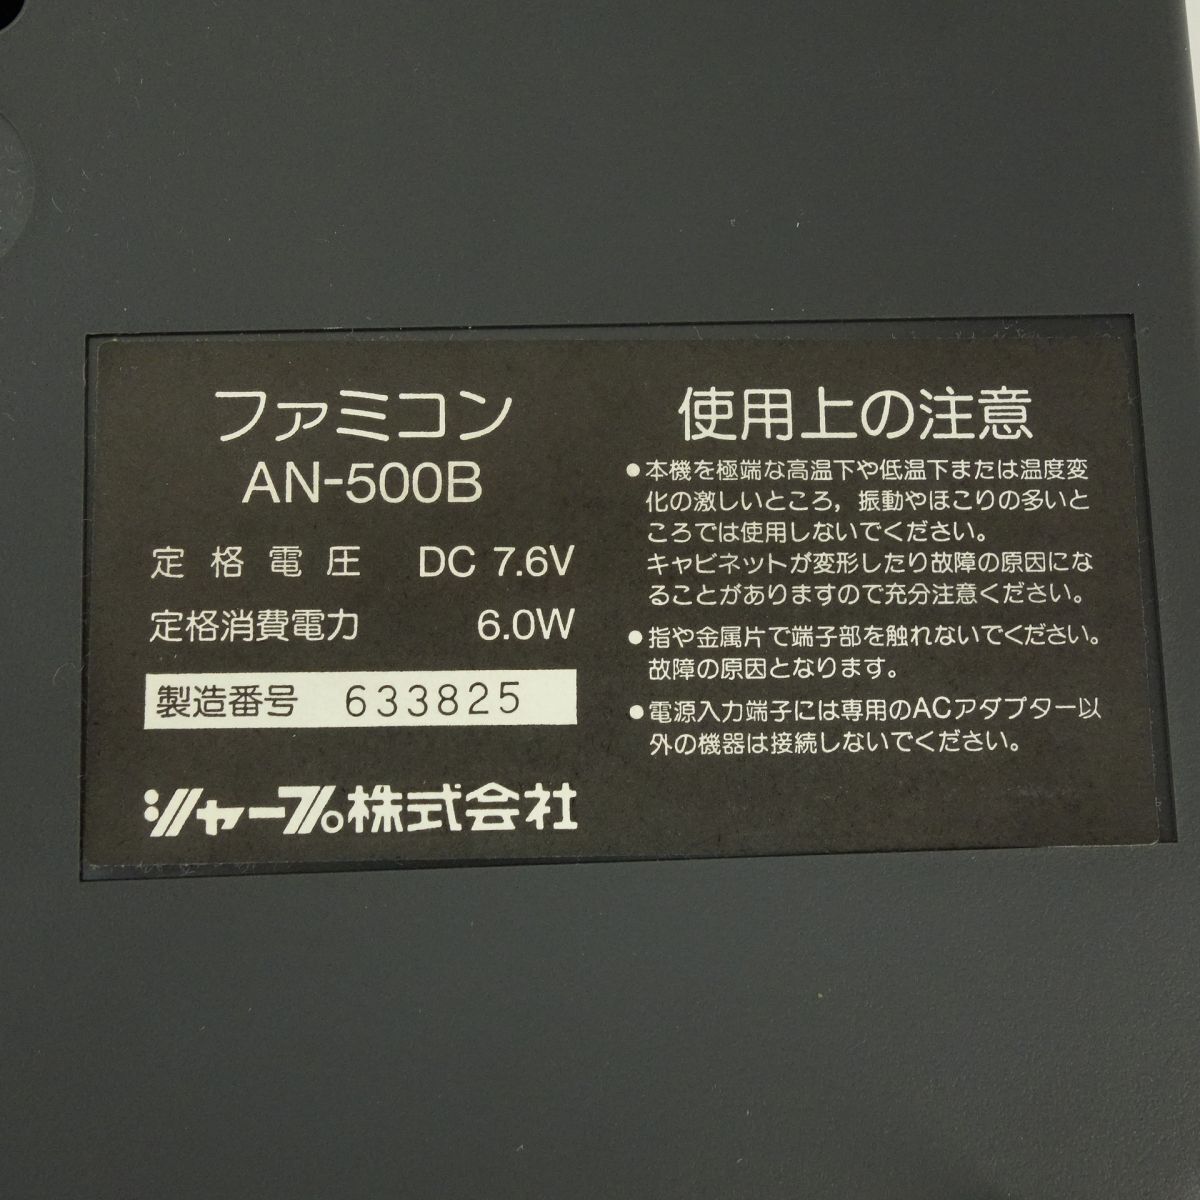 ファミコン
AN-500B
定格電圧 DC 7.6V
定格消費電力 6.0W
製造番号 633825
シャープ株式会社
使用上の注意
●本機を極端な高温下や低温下または温度変
化の激しいところ，振動やほこりの多いと
ころでは使用しないでください。
キャビネットが変形したり故障の原因にな
ることがありますので充分注意ください。
●指や金属片で端子部を触れないでください。
故障の原因となります。
●電源入力端子には専用のACアダプター以
外の機器は接続しないでください。